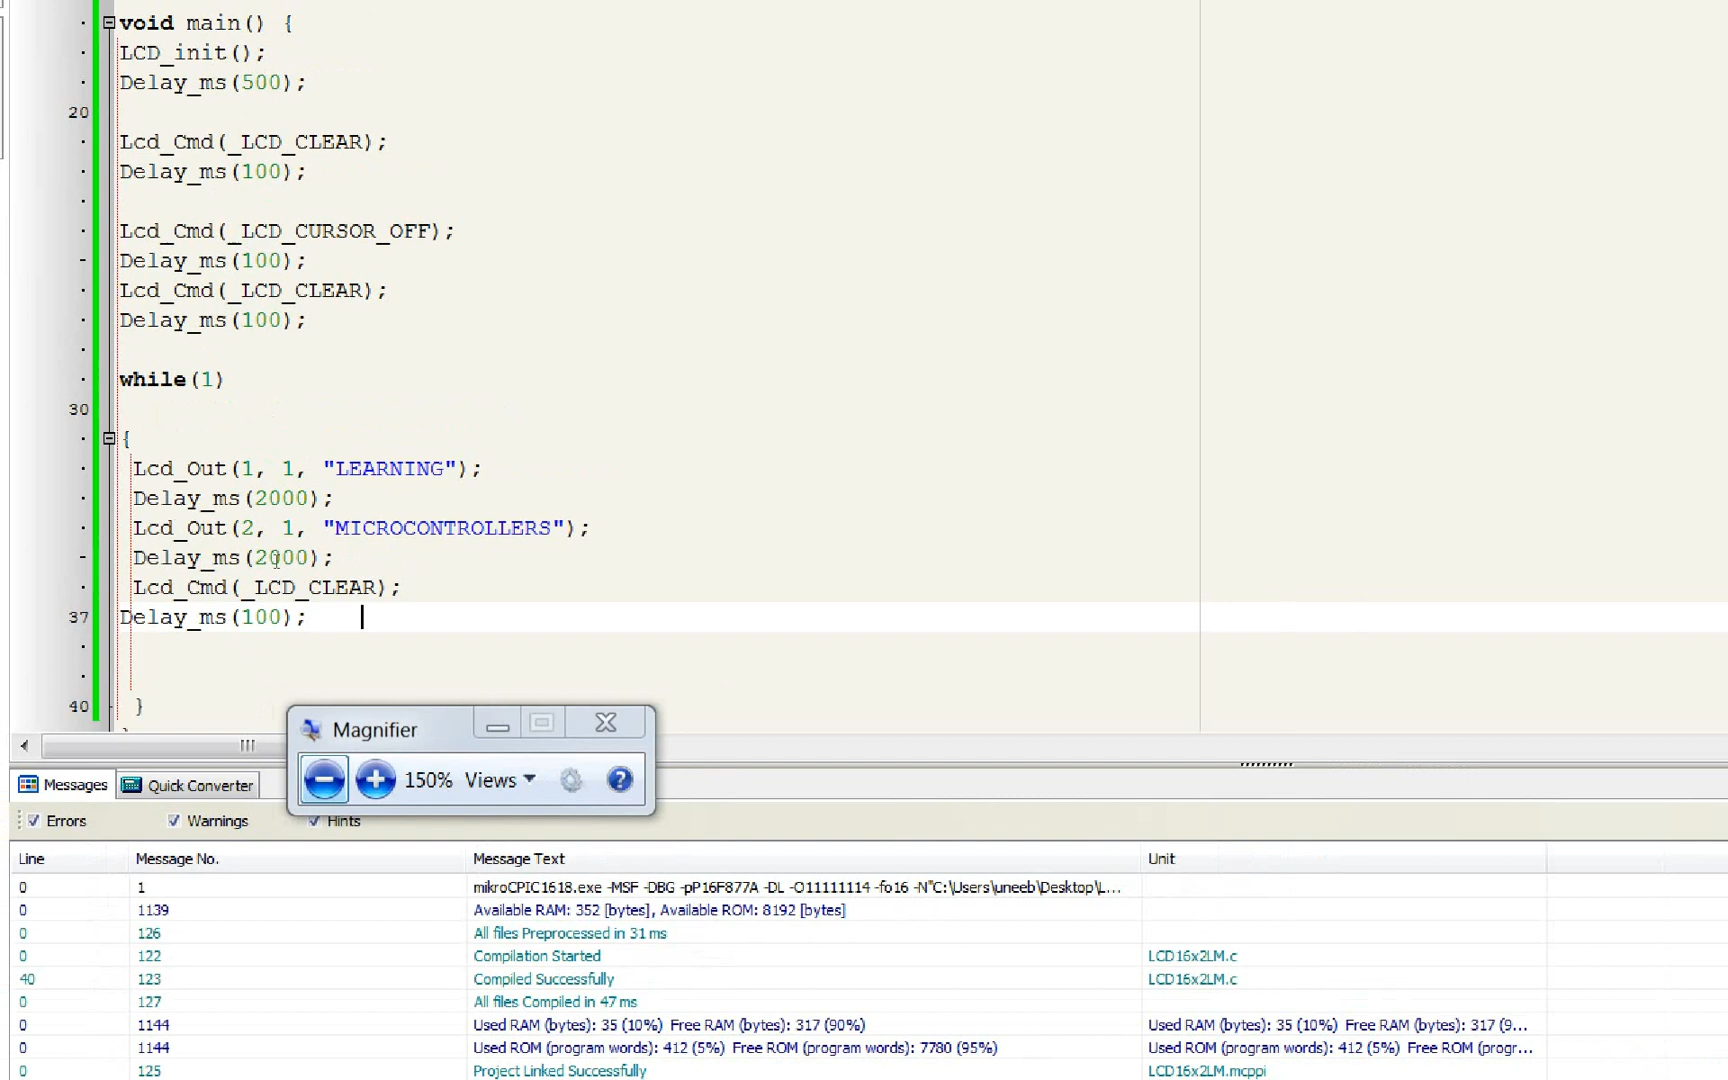 void main() {
LCD_init();
Delay_ms(500);
20
Lcd_Cmd(_LCD_CLEAR);
Delay_ms(100);
Lcd_Cmd(_LCD_CURSOR_OFF);
Delay_ms(100);
Lcd_Cmd(_LCD_CLEAR);
Delay_ms(100);
while(1)
30
{
Lcd_Out(1, 1, "LEARNING");
Delay_ms(2000);
Lcd_Out(2, 1, "MICROCONTROLLERS");
Delay_ms(2000);
Lcd_Cmd(_LCD_CLEAR);
37 Delay_ms(100);
40 }
Magnifier
150% Views
Messages Quick Converter
Errors Warnings Hints
Line Message No. Message Text Unit
0 1 mikroCPIC1618.exe -MSF -DBG -pP16F877A -DL -O11111114 -fo16 -N"C:\Users\uneeb\Desktop\L...
0 1139 Available RAM: 352 [bytes], Available ROM: 8192 [bytes]
0 126 All files Preprocessed in 31 ms
0 122 Compilation Started LCD16x2LM.c
40 123 Compiled Successfully LCD16x2LM.c
0 127 All files Compiled in 47 ms
0 1144 Used RAM (bytes): 35 (10%) Free RAM (bytes): 317 (90%) Used RAM (bytes): 35 (10%) Free RAM (bytes): 317 (9...
0 1144 Used ROM (program words): 412 (5%) Free ROM (program words): 7780 (95%) Used ROM (program words): 412 (5%) Free ROM (progr...
0 125 Project Linked Successfully LCD16x2LM.mcppi